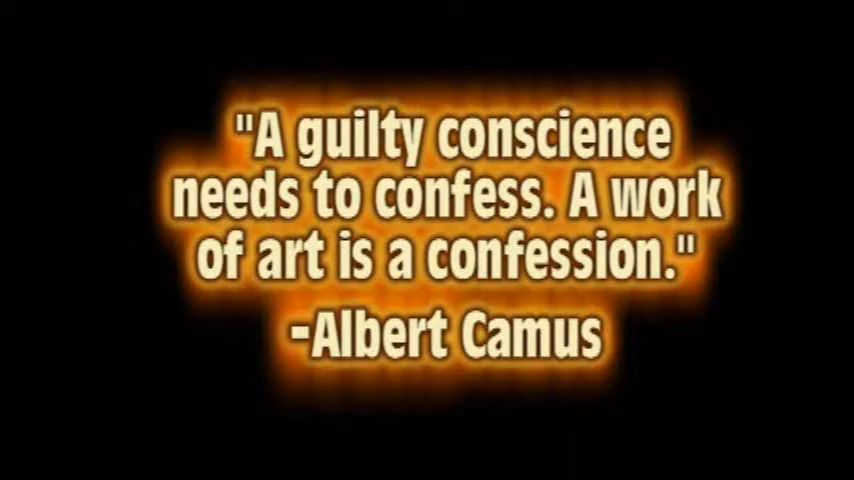 "A guilty conscience
needs to confess. A work
of art is a confession."
-Albert Camus